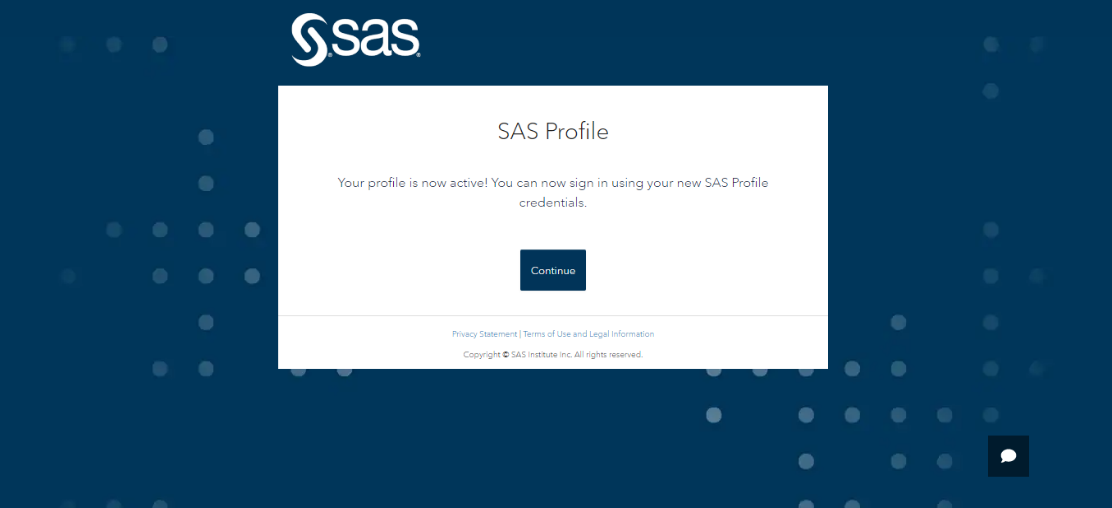 sas
SAS Profile
Your profile is now active! You can now sign in using your new SAS Profile
credentials.
Continue
Privacy Statement | Terms of Use and Legal Information
Copyright © SAS Institute Inc. All rights reserved.